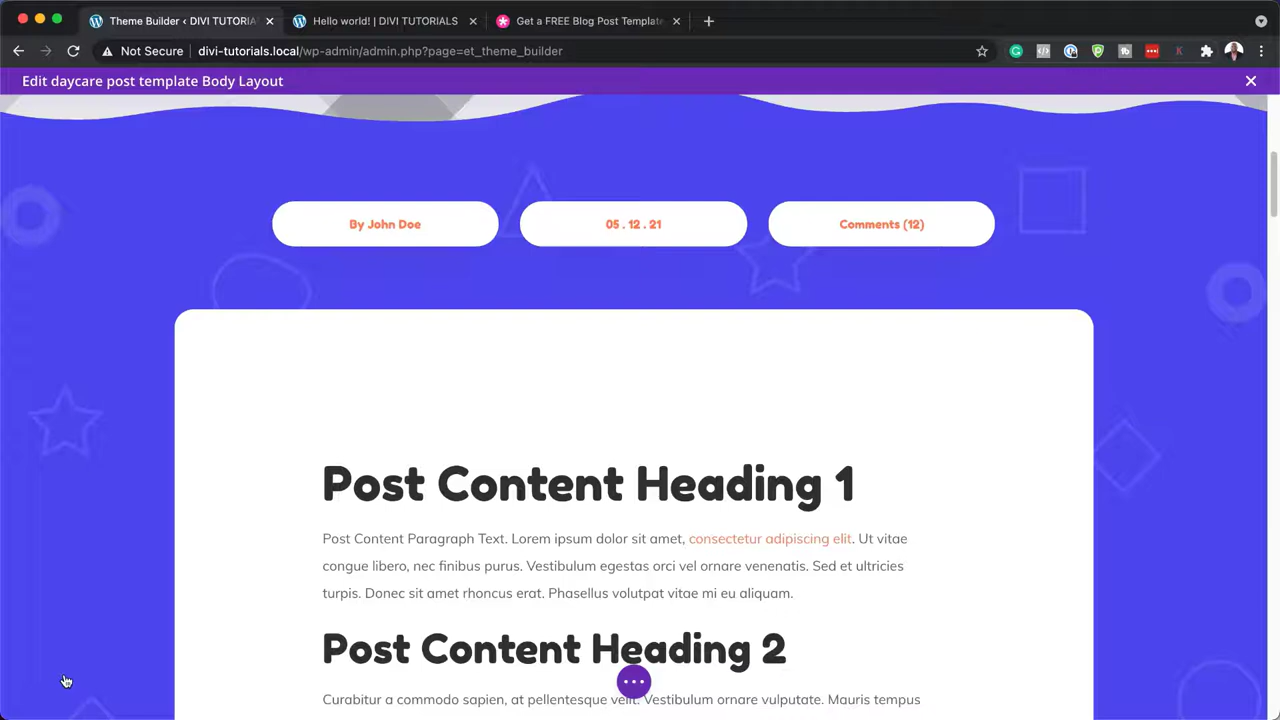 Theme Builder ‹ DIVI TUTORIA
Hello world! | DIVI TUTORIALS
Get a FREE Blog Post Templat
Not Secure
divi-tutorials.local/wp-admin/admin.php?page=et_theme_builder
Edit daycare post template Body Layout
By John Doe
05 . 12 . 21
Comments (12)
Post Content Heading 1
Post Content Paragraph Text. Lorem ipsum dolor sit amet, consectetur adipiscing elit. Ut vitae
congue libero, nec finibus purus. Vestibulum egestas orci vel ornare venenatis. Sed et ultricies
turpis. Donec sit amet rhoncus erat. Phasellus volutpat vitae mi eu aliquam.
Post Content Heading 2
Curabitur a commodo sapien, at pellentesque velit. Vestibulum ornare vulputate. Mauris tempus